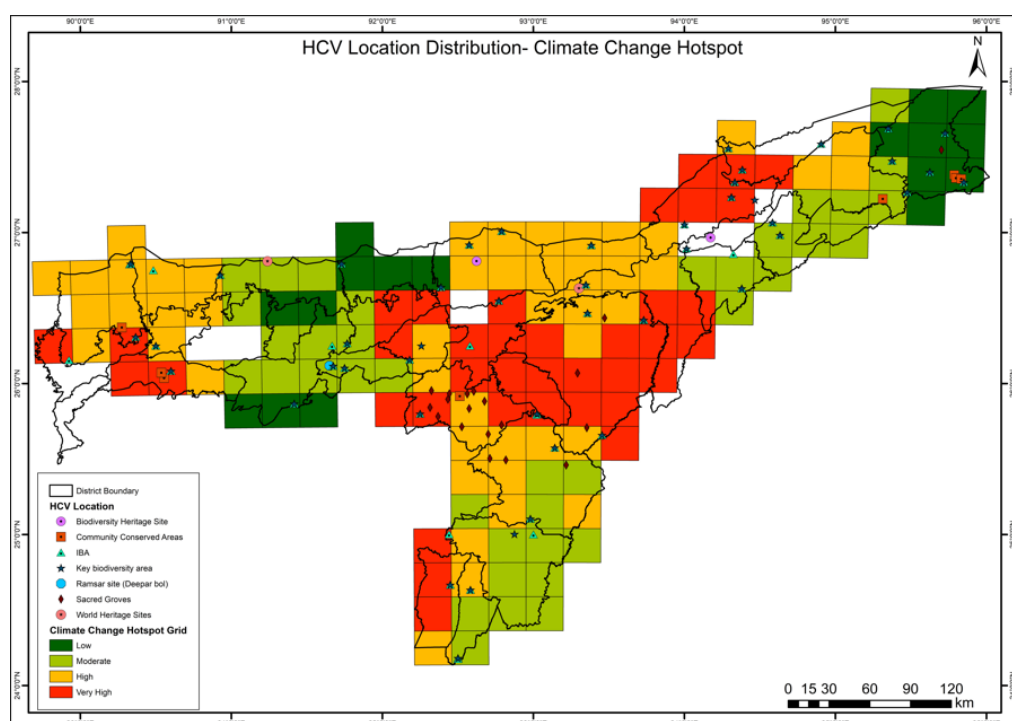 90°0'0"E 91°0'0"E 92°0'0"E 93°0'0"E 94°0'0"E 95°0'0"E 96°0'0"E
HCV Location Distribution- Climate Change Hotspot
N
28°0'0"N
27°0'0"N
26°0'0"N
25°0'0"N
24°0'0"N
District Boundary
HCV Location
Biodiversity Heritage Site
Community Conserved Areas
IBA
Key biodiversity area
Ramsar site (Deepar bol)
Sacred Groves
World Heritage Sites
Climate Change Hotspot Grid
Low
Moderate
High
Very High
0 15 30 60 90 120
km